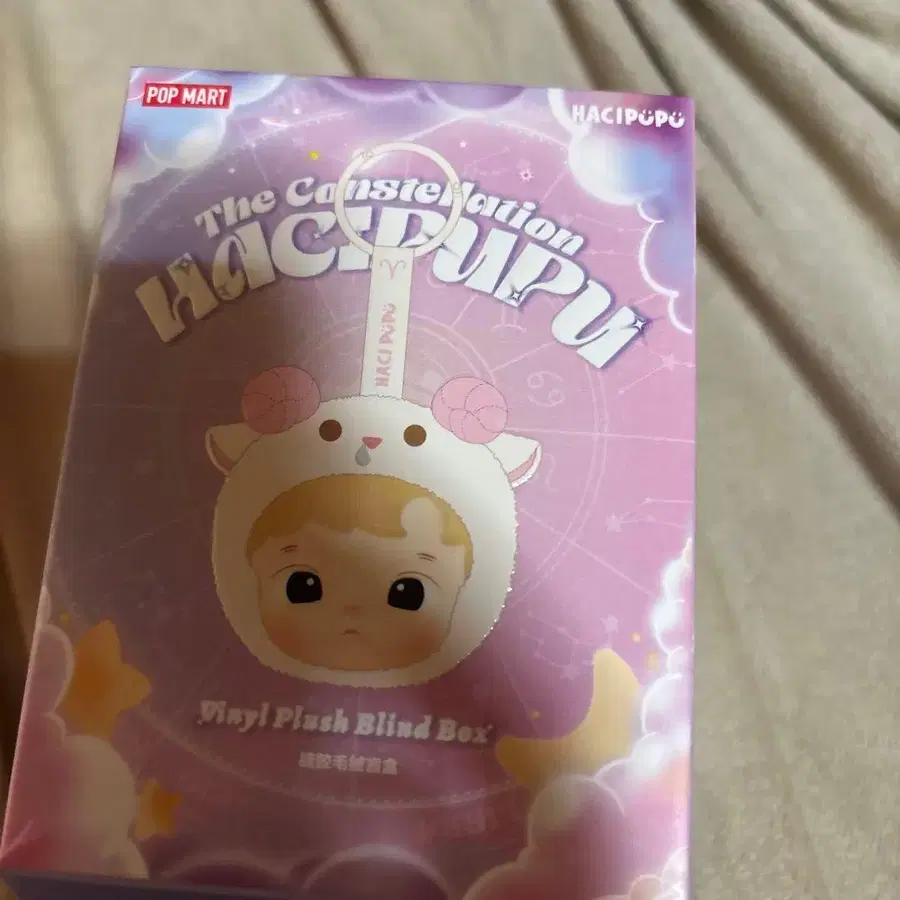 POP MART
HACIPUPU
The Constellation
HACIPUPU
HACIPUPU
Vinyl Plush Blind Box
搪胶毛绒盲盒